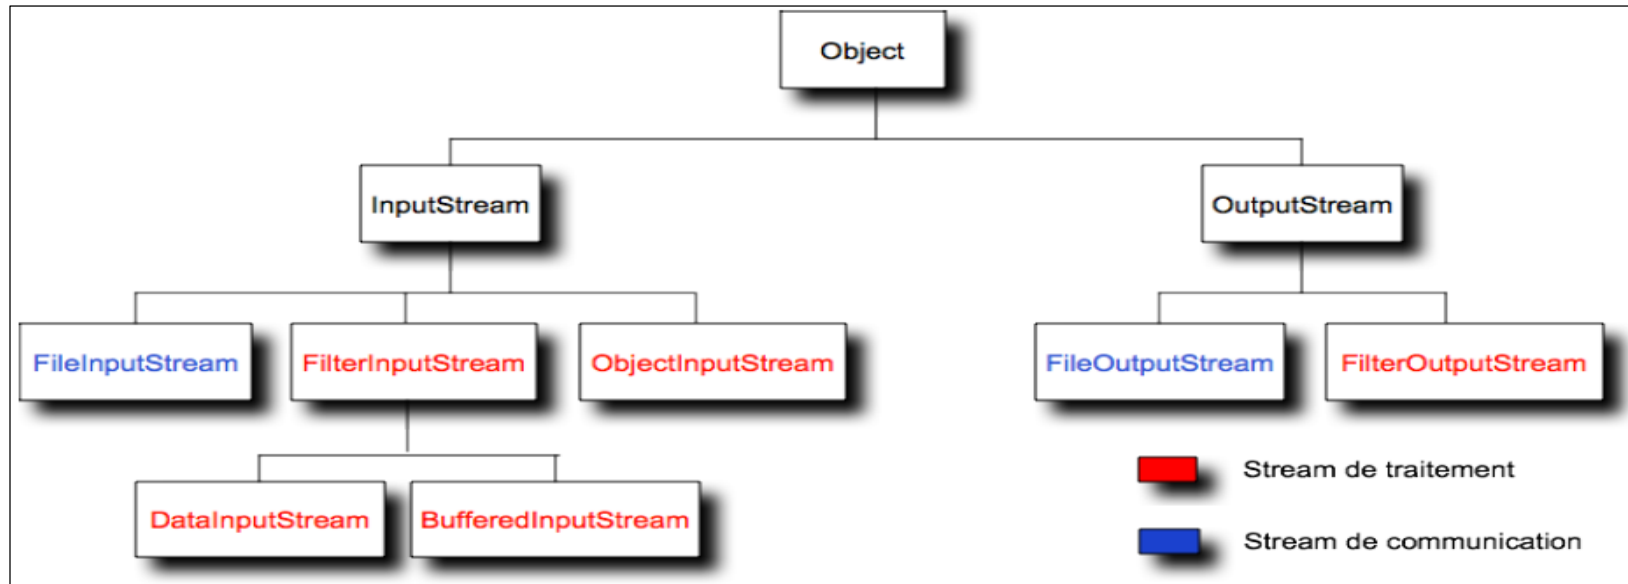 Object
InputStream
OutputStream
FileInputStream
FilterInputStream
ObjectInputStream
FileOutputStream
FilterOutputStream
DataInputStream
BufferedInputStream
Stream de traitement
Stream de communication